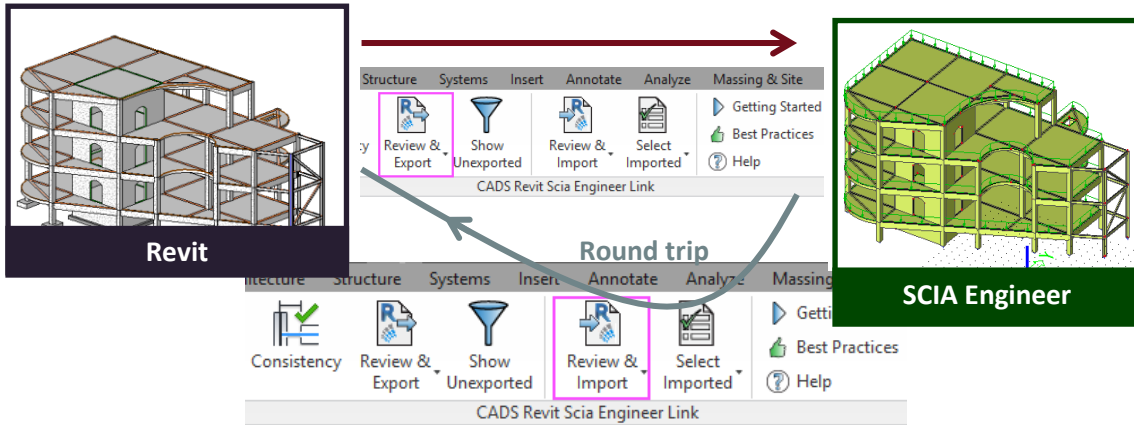 Structure Systems Insert Annotate Analyze Massing & Site
Review &
Export
Show
Unexported
Review &
Import
Select
Imported
Getting Started
Best Practices
Help
CADS Revit Scia Engineer Link
Revit
Round trip
SCIA Engineer
Structure Systems Insert Annotate Analyze Massing
Consistency
Review &
Export
Show
Unexported
Review &
Import
Select
Imported
Getti
Best Practices
Help
CADS Revit Scia Engineer Link